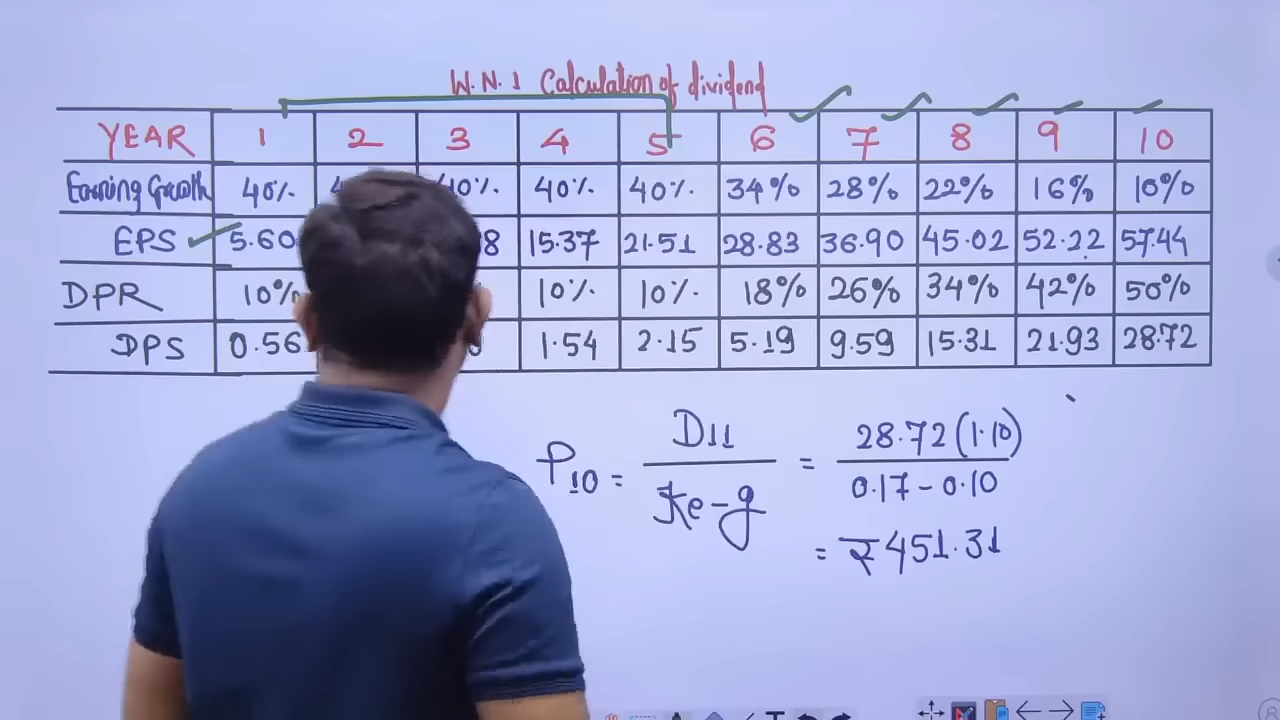 W.N.1 Calculation of dividend
YEAR 1 2 3 4 5 6 7 8 9 10
Earning Growth 40% 40% 40% 40% 34% 28% 22% 16% 10%
EPS 5.60 8 15.37 21.51 28.83 36.90 45.02 52.22 57.44
DPR 10% 10% 10% 18% 26% 34% 42% 50%
DPS 0.56 1.54 2.15 5.19 9.59 15.31 21.93 28.72
P10 = D11 / Ke-g = 28.72(1.10) / 0.17-0.10
= ₹451.31